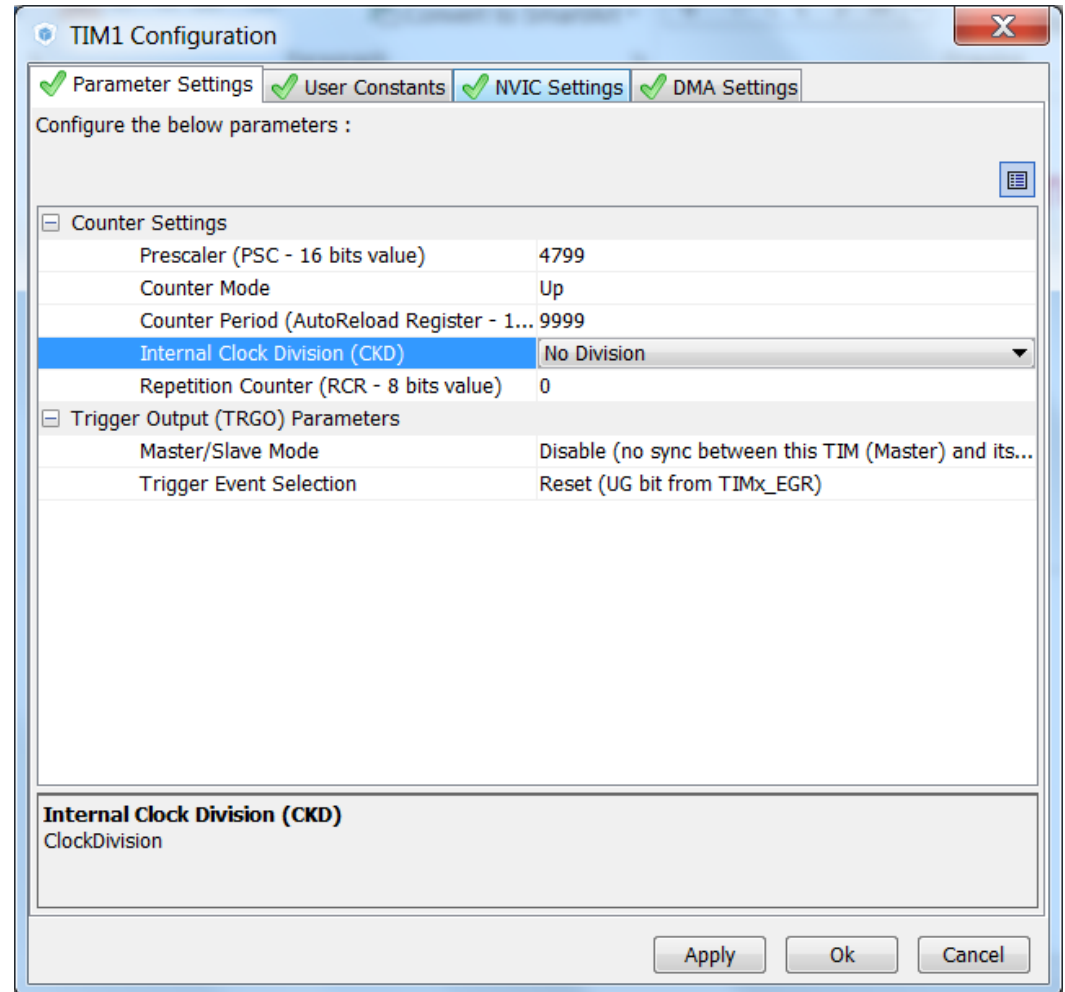 TIM1 Configuration
Parameter Settings User Constants NVIC Settings DMA Settings
Configure the below parameters :
Counter Settings
Prescaler (PSC - 16 bits value) 4799
Counter Mode Up
Counter Period (AutoReload Register - 1... 9999
Internal Clock Division (CKD) No Division
Repetition Counter (RCR - 8 bits value) 0
Trigger Output (TRGO) Parameters
Master/Slave Mode Disable (no sync between this TIM (Master) and its...
Trigger Event Selection Reset (UG bit from TIMx_EGR)
Internal Clock Division (CKD)
ClockDivision
Apply Ok Cancel